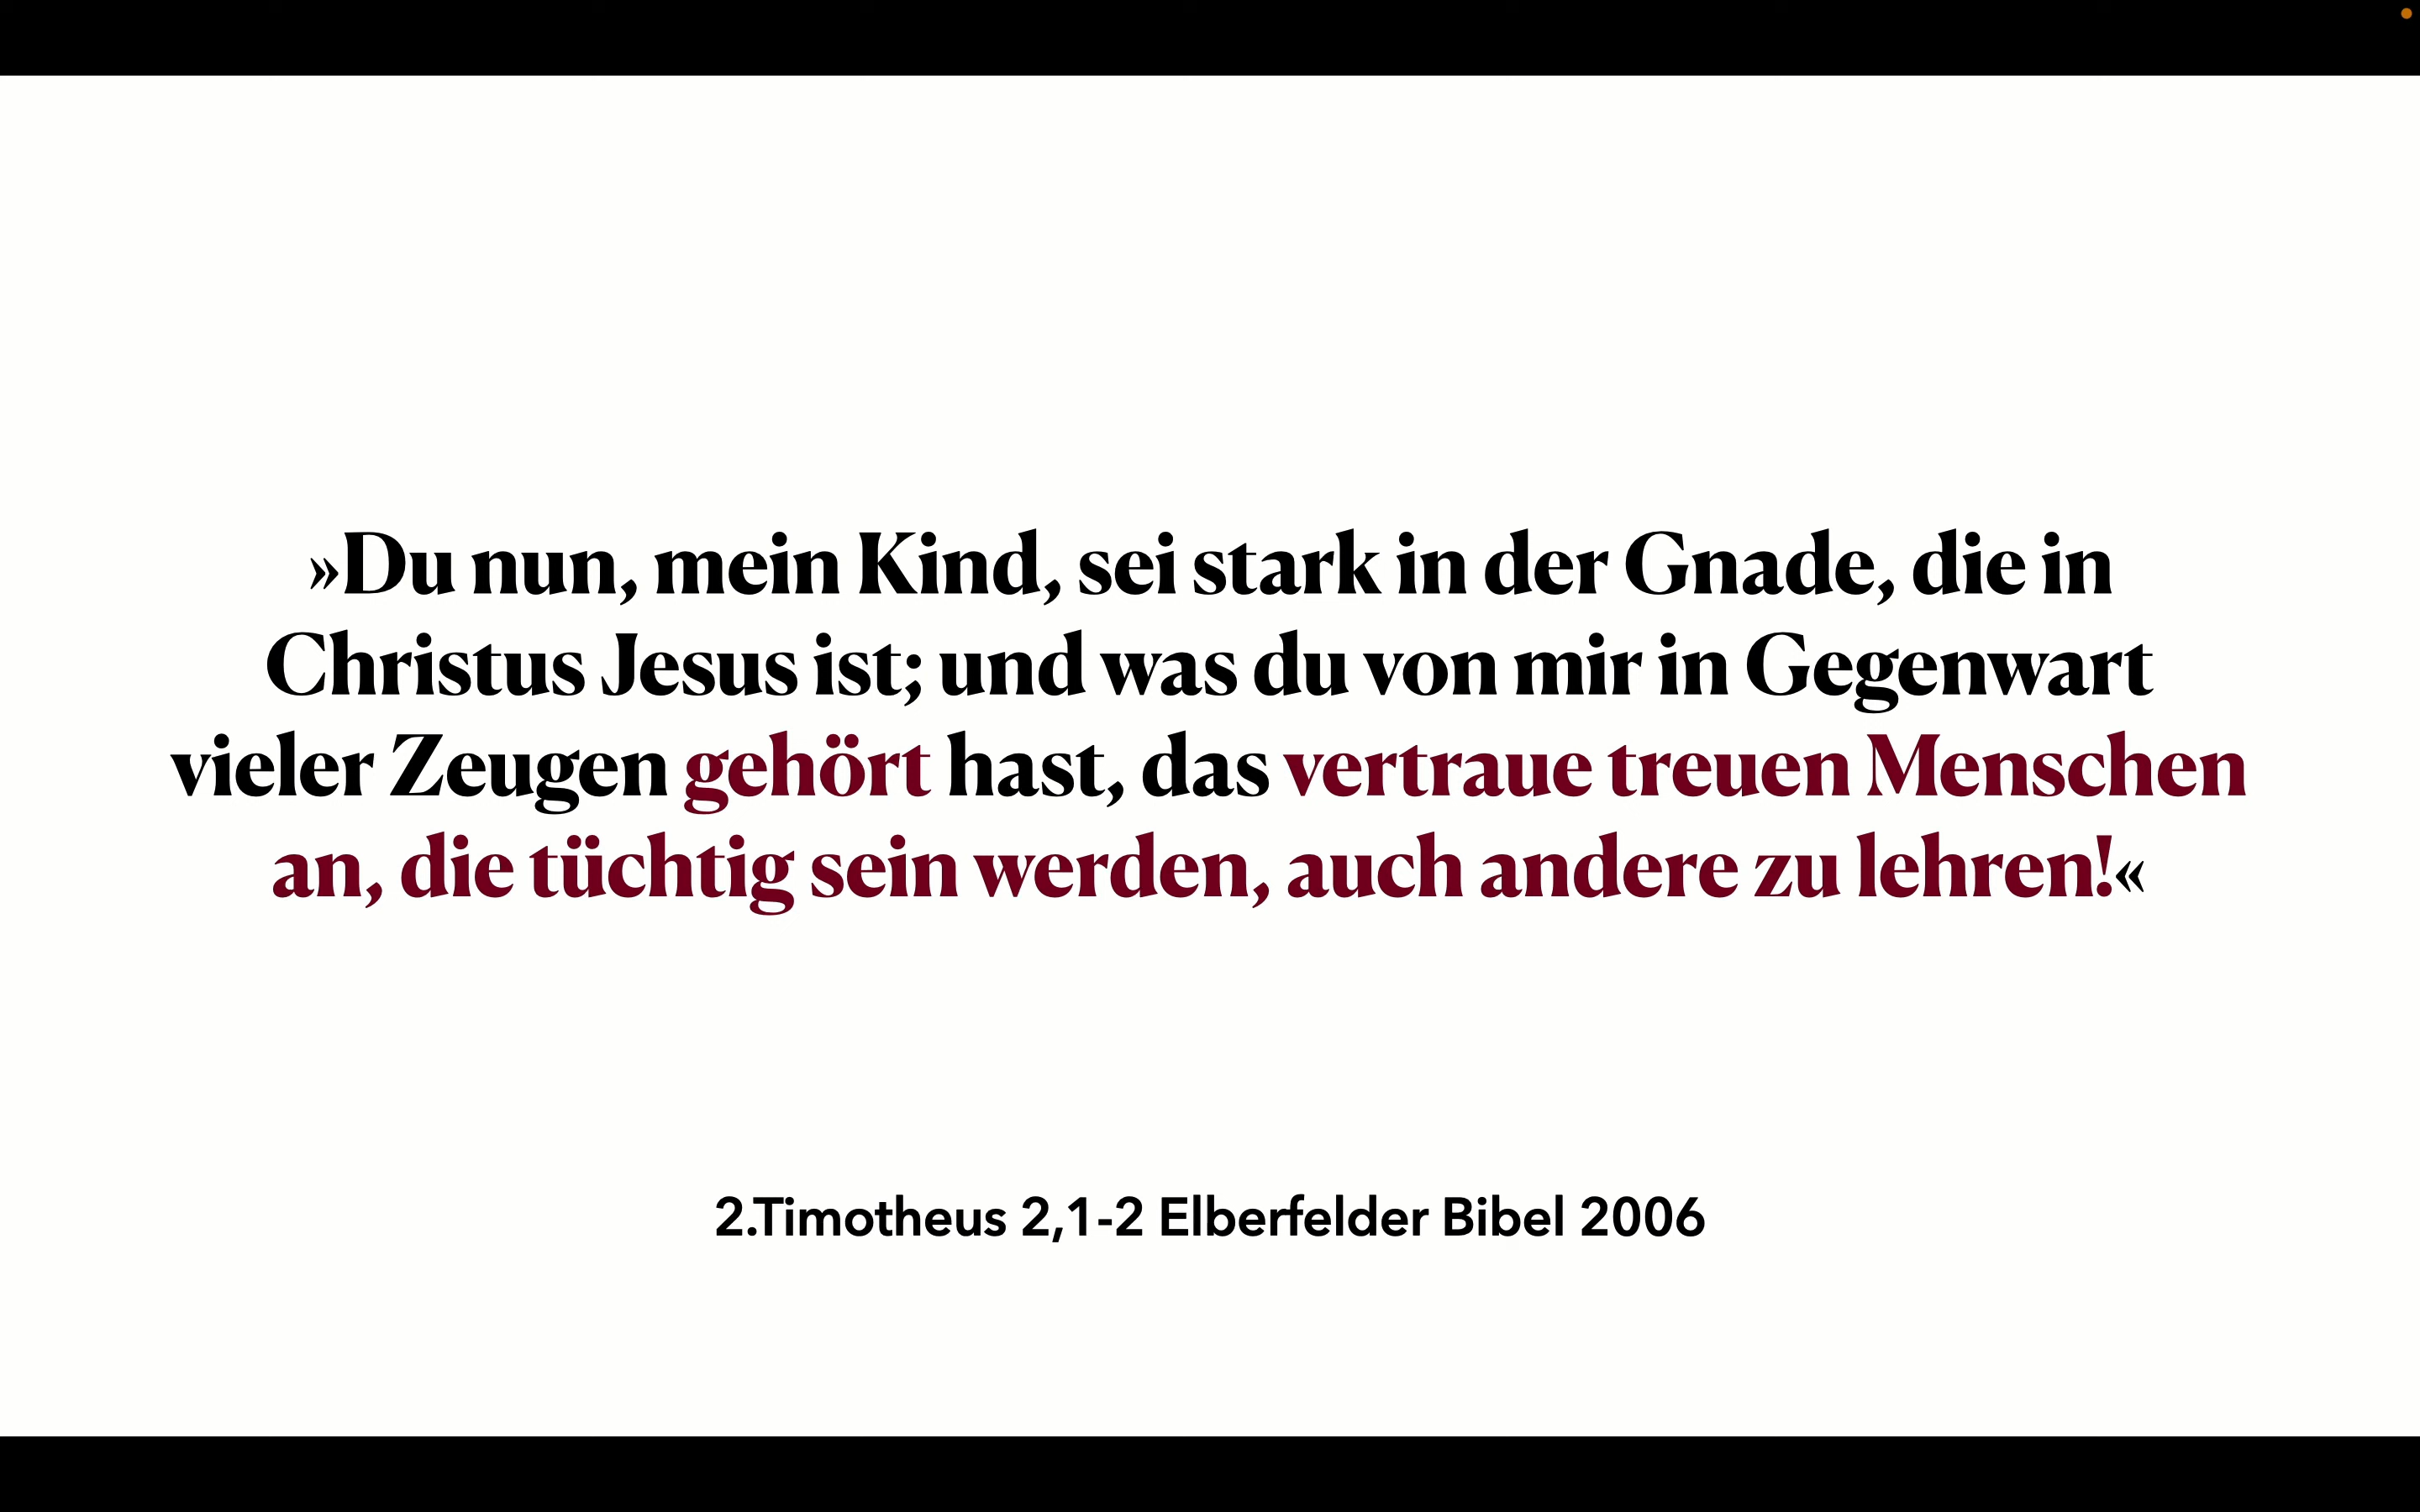 »Du nun, mein Kind, sei stark in der Gnade, die in
Christus Jesus ist; und was du von mir in Gegenwart
vieler Zeugen gehört hast, das vertraue treuen Menschen
an, die tüchtig sein werden, auch andere zu lehren!«
2.Timotheus 2,1-2 Elberfelder Bibel 2006